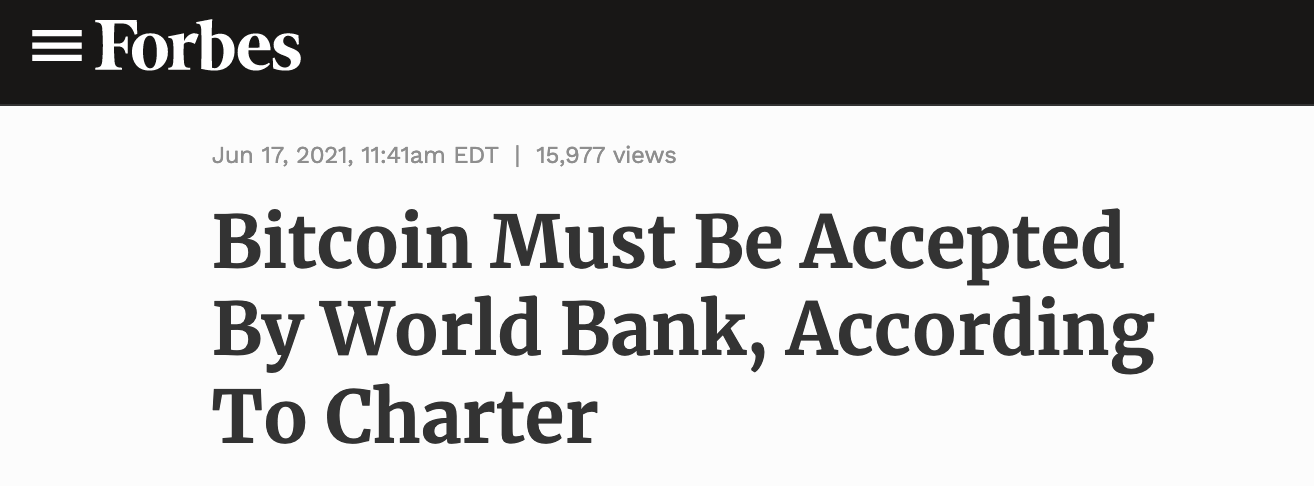 Forbes
Jun 17, 2021, 11:41am EDT | 15,977 views
Bitcoin Must Be Accepted
By World Bank, According
To Charter